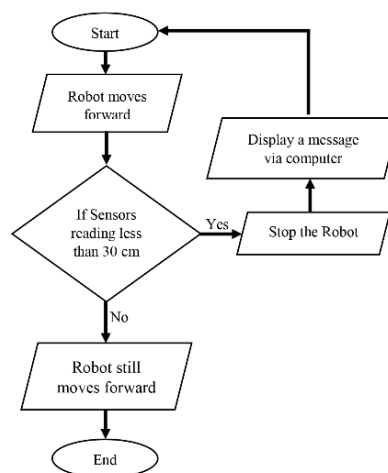 Start
Robot moves
forward
Display a message
via computer
If Sensors
reading less
than 30 cm
Yes
Stop the Robot
No
Robot still
moves forward
End